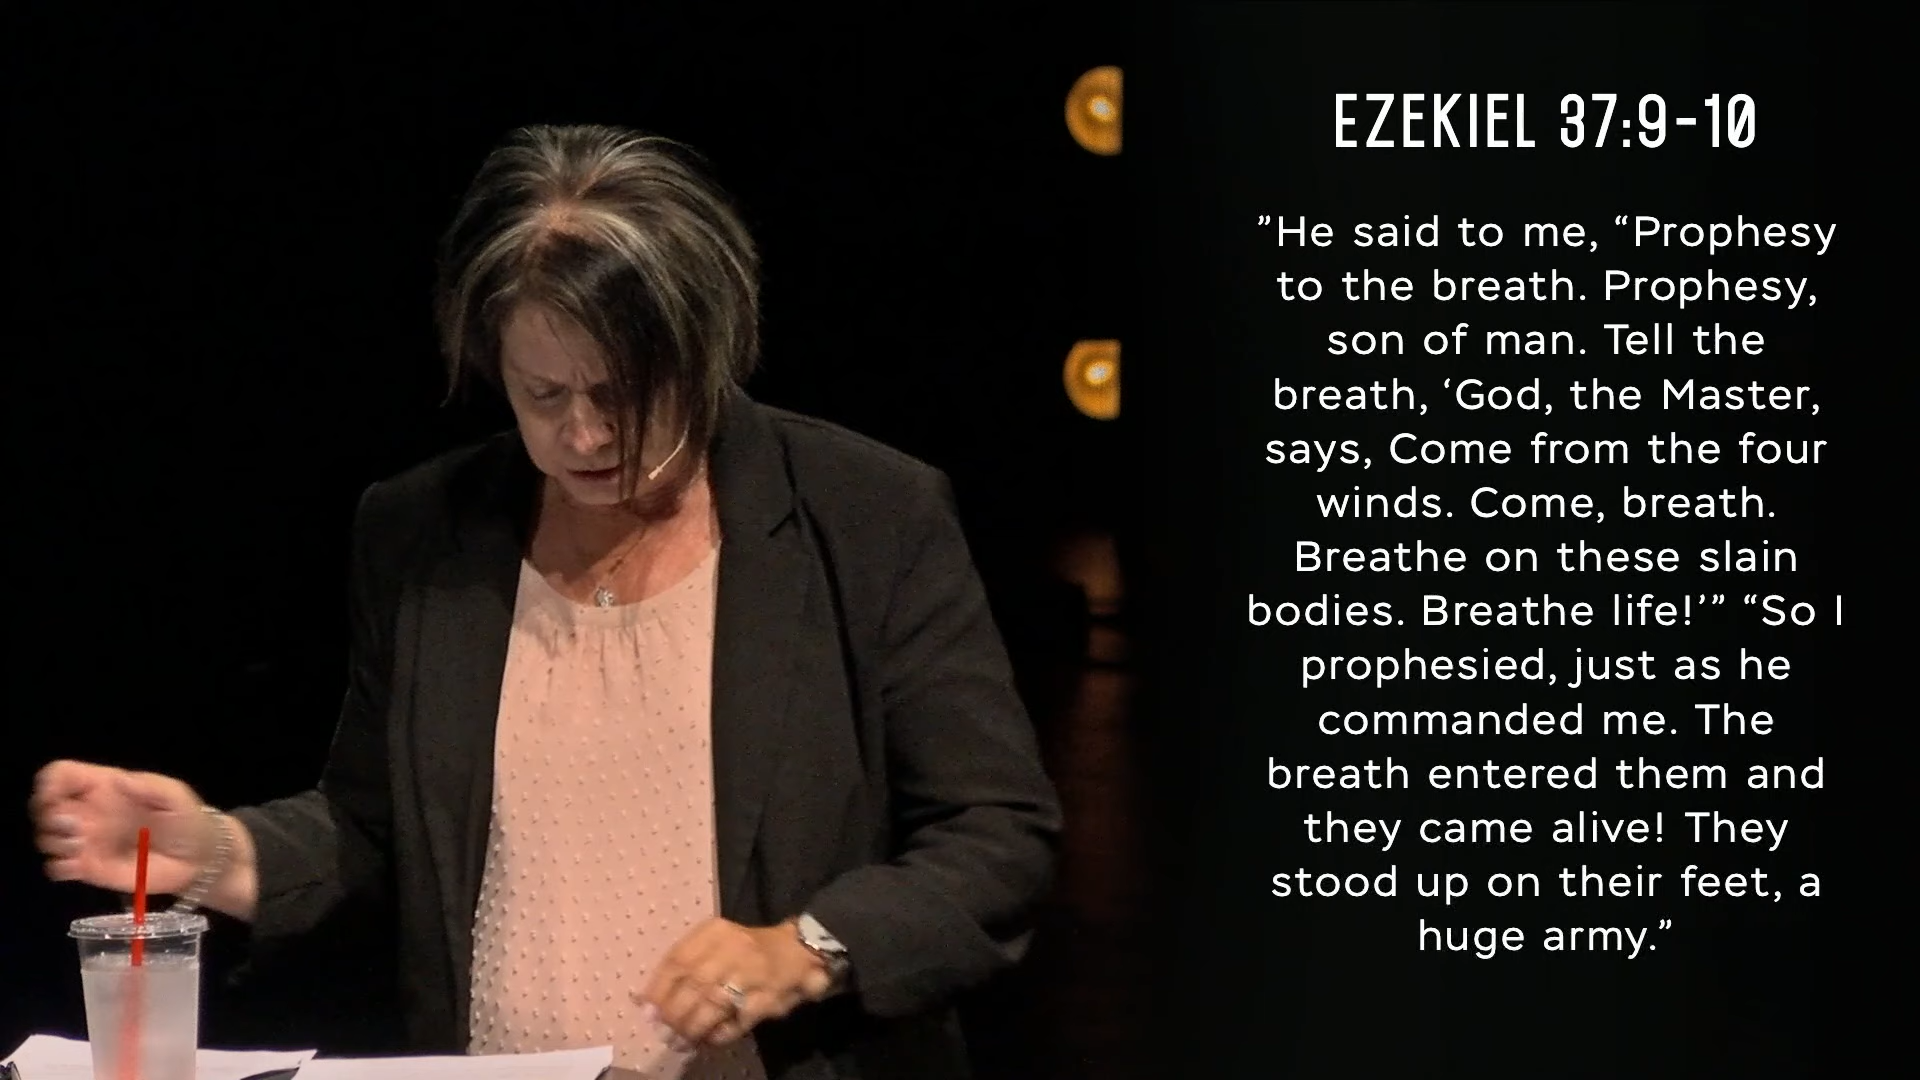 EZEKIEL 37:9-10
”He said to me, “Prophesy
to the breath. Prophesy,
son of man. Tell the
breath, ‘God, the Master,
says, Come from the four
winds. Come, breath.
Breathe on these slain
bodies. Breathe life!’” “So I
prophesied, just as he
commanded me. The
breath entered them and
they came alive! They
stood up on their feet, a
huge army.”